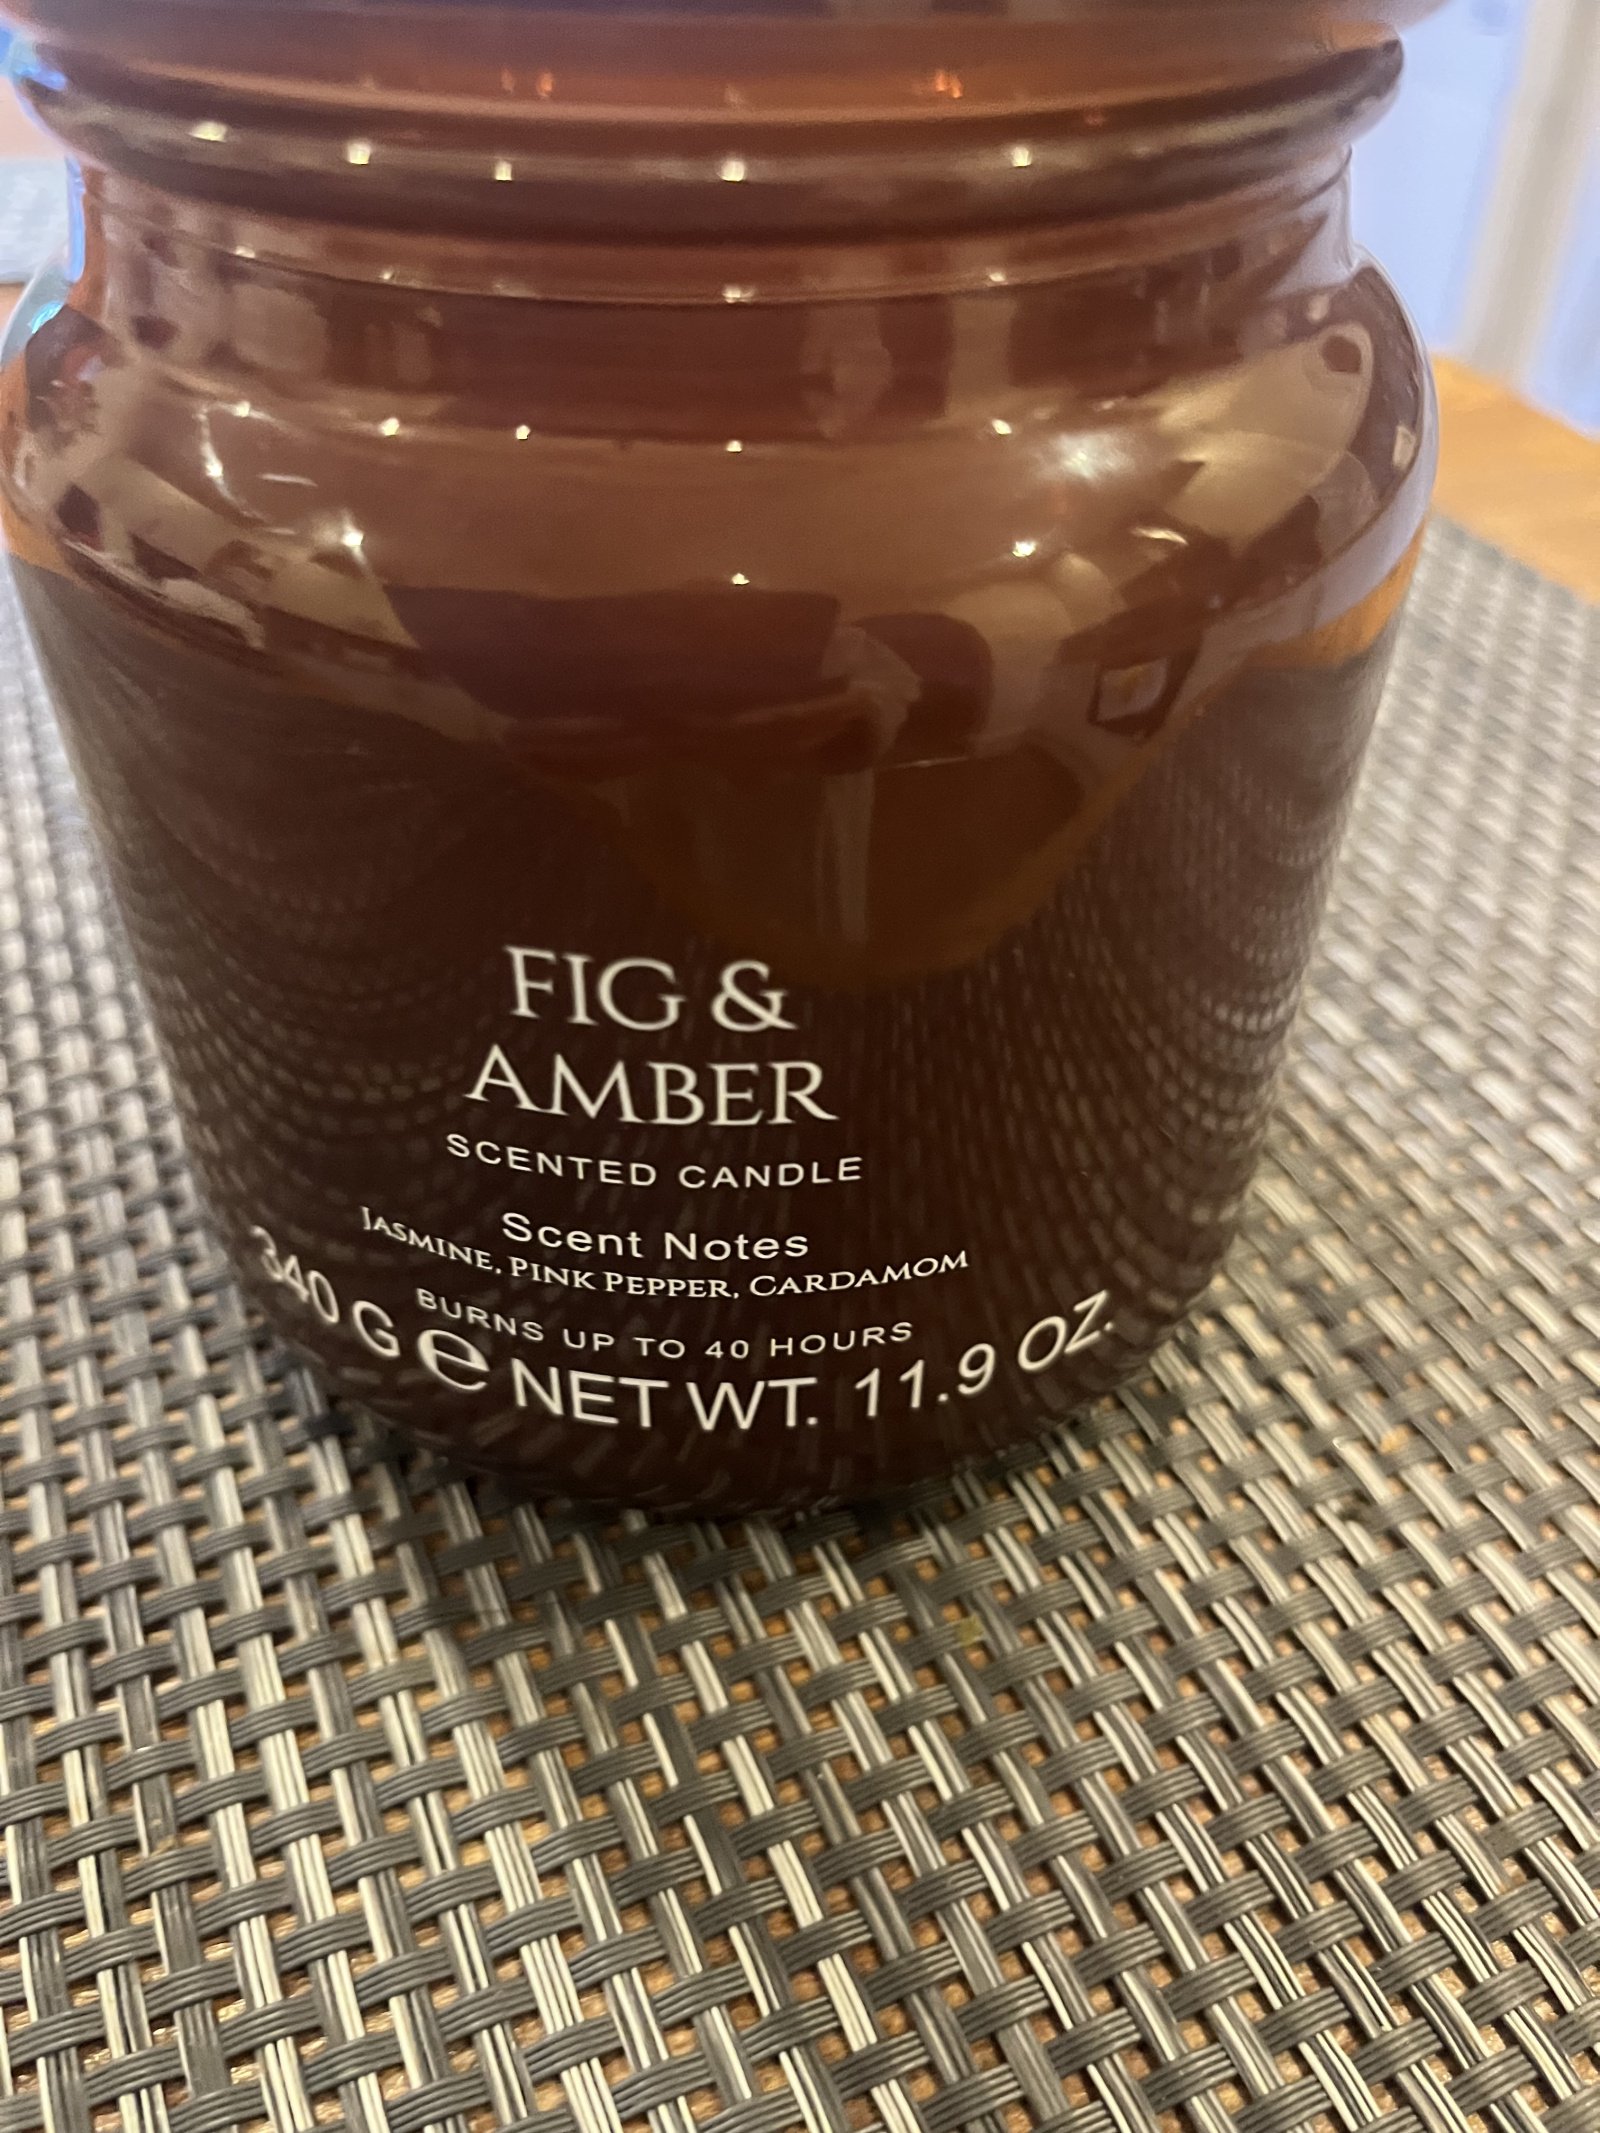 FIG &
AMBER
SCENTED CANDLE
Scent Notes
JASMINE, PINK PEPPER, CARDAMOM
BURNS UP TO 40 HOURS
340 G e NET WT. 11.9 OZ.